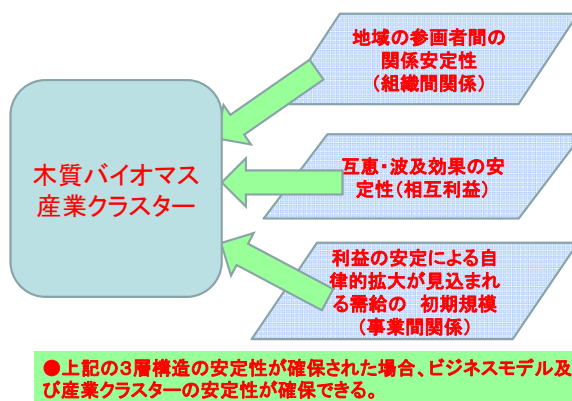 地域の参画者間の
関係安定性
(組織間関係)
木質バイオマス
産業クラスター
互恵・波及効果の安
定性(相互利益)
利益の安定による自
律的拡大が見込まれ
る需給の 初期規模
(事業間関係)
●上記の3層構造の安定性が確保された場合、ビジネスモデル及
び産業クラスターの安定性が確保できる。